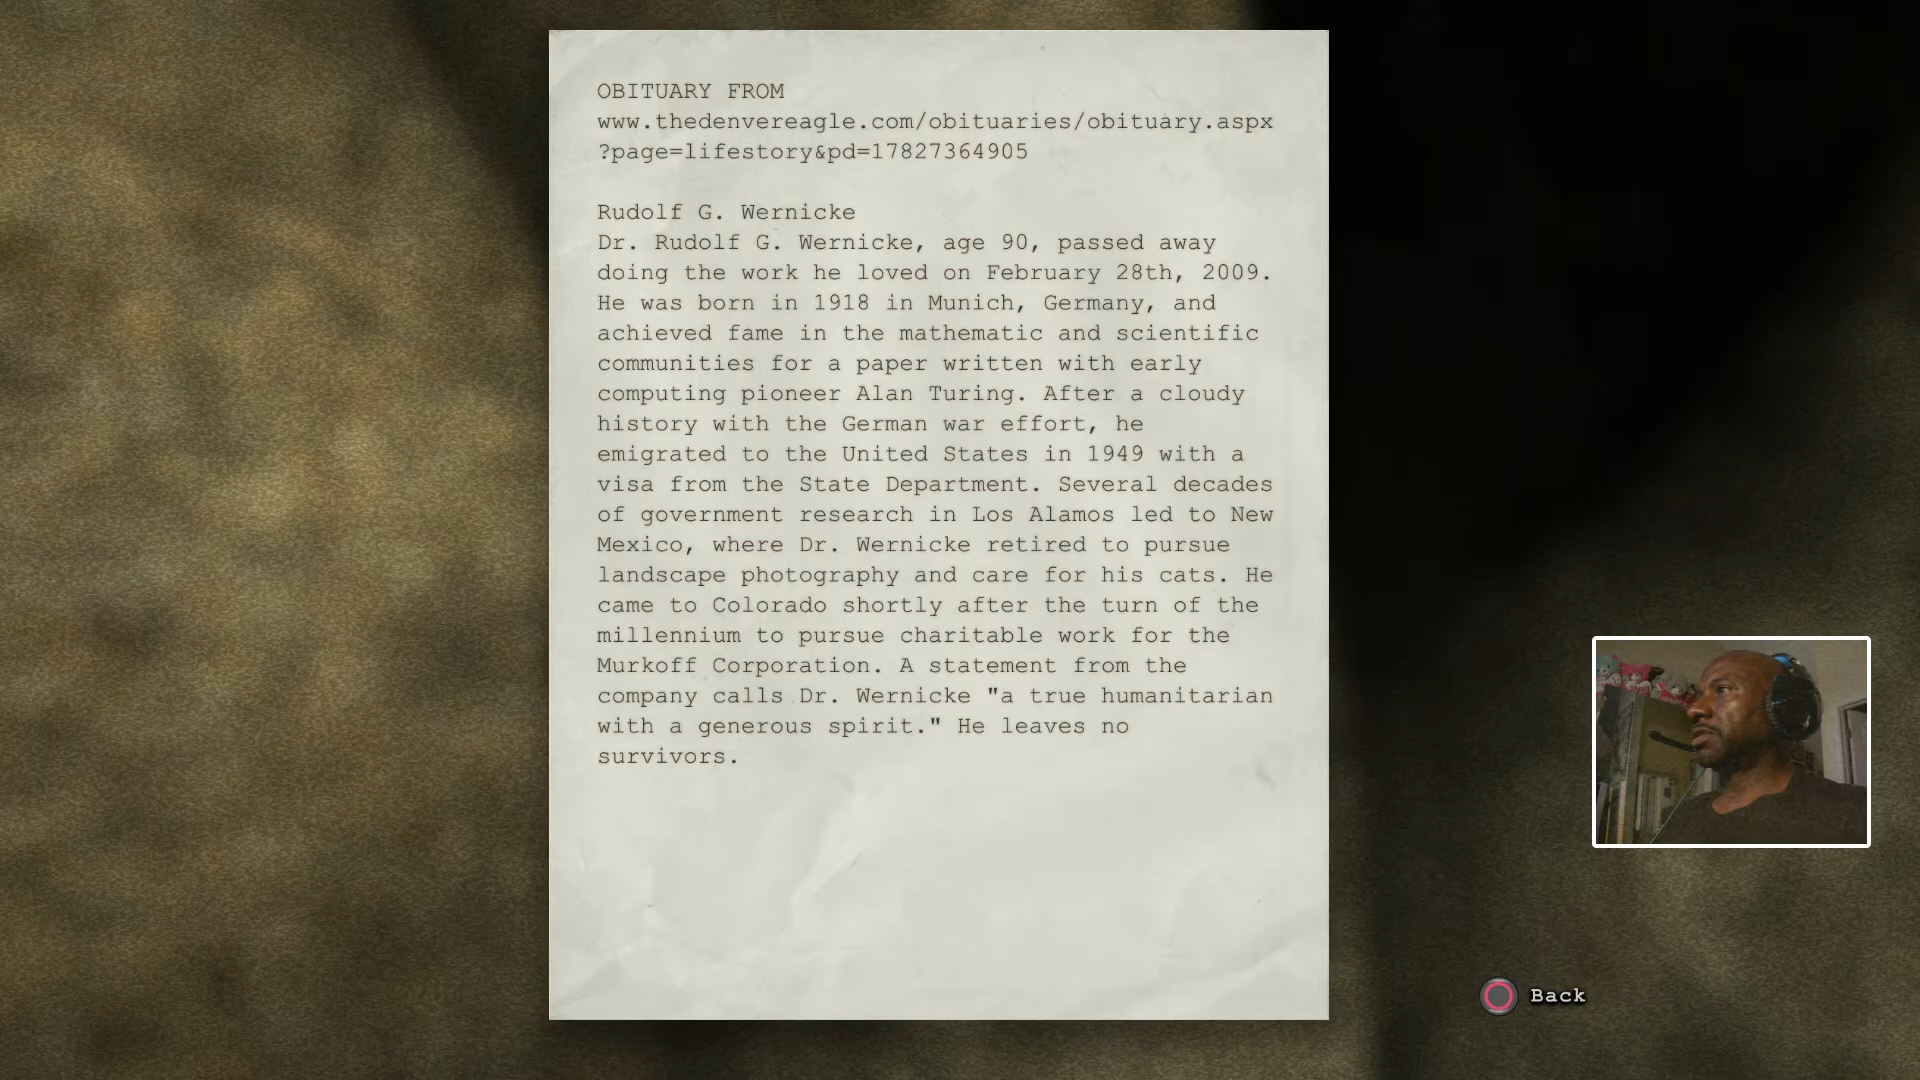 OBITUARY FROM
www.thedenvereagle.com/obituaries/obituary.aspx
?page=lifestory&pd=17827364905
Rudolf G. Wernicke
Dr. Rudolf G. Wernicke, age 90, passed away
doing the work he loved on February 28th, 2009.
He was born in 1918 in Munich, Germany, and
achieved fame in the mathematic and scientific
communities for a paper written with early
computing pioneer Alan Turing. After a cloudy
history with the German war effort, he
emigrated to the United States in 1949 with a
visa from the State Department. Several decades
of government research in Los Alamos led to New
Mexico, where Dr. Wernicke retired to pursue
landscape photography and care for his cats. He
came to Colorado shortly after the turn of the
millennium to pursue charitable work for the
Murkoff Corporation. A statement from the
company calls Dr. Wernicke "a true humanitarian
with a generous spirit." He leaves no
survivors.
Back